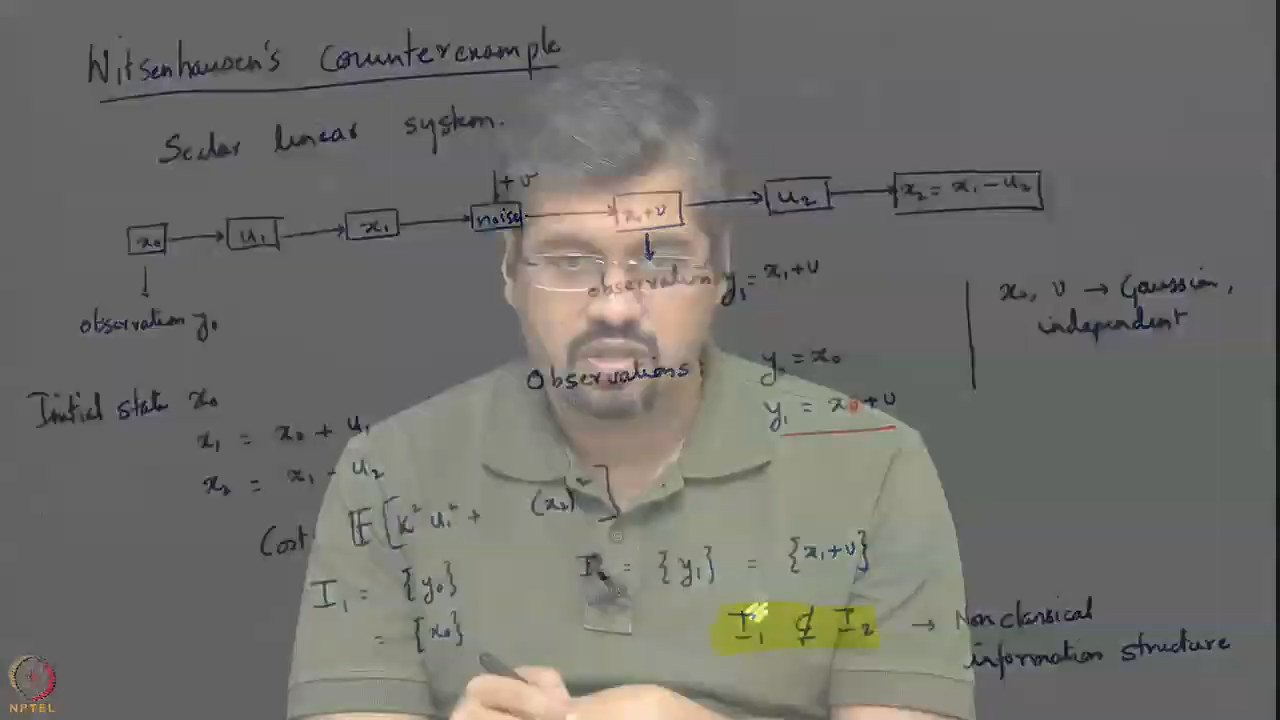 Witsenhausen's Counterexample
Scalar linear system.
+v
x₀ u₁ x₁ noise x₁+v u₂ x₂ = x₁ - u₂
observation y₀
observation y₁ = x₁+v
x₀, v → Gaussian,
independent
Observations: y₀ = x₀
y₁ = x₀+v
Initial state x₀
x₁ = x₀ + u₁
x₂ = x₁ - u₂
Cost: E[k² u₁² + (x₂)²]
I₁ = {y₀}
= {x₀}
I₂ = {y₁} = {x₁+v}
I₁ ⊄ I₂ → Nonclassical
information structure
NPTEL